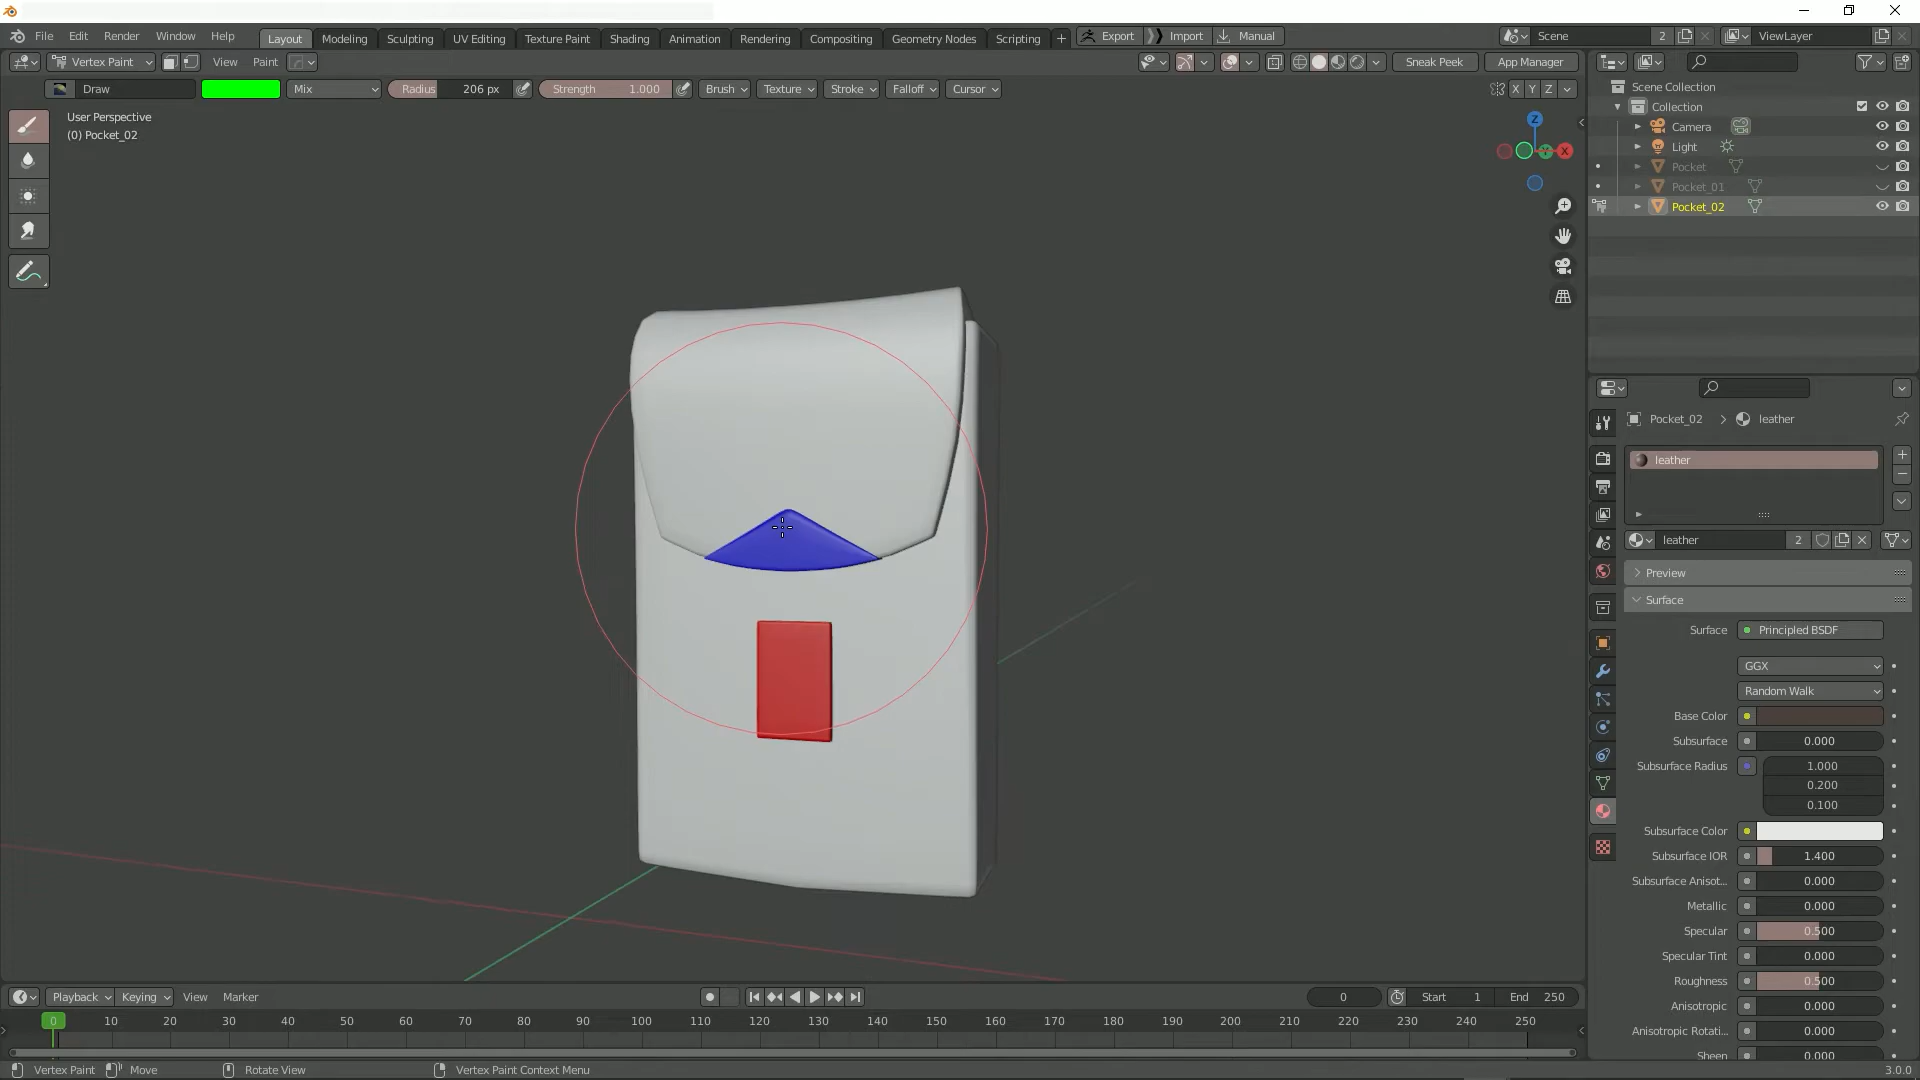 File Edit Render Window Help Layout Modeling Sculpting UV Editing Texture Paint Shading Animation Rendering Compositing Geometry Nodes Scripting + Export Import Manual Scene 2 ViewLayer
Vertex Paint View Paint Sneak Peek App Manager
Draw Mix Radius 206 px Strength 1.000 Brush Texture Stroke Falloff Cursor X Y Z
User Perspective
(0) Pocket_02
Z
X
Scene Collection
Collection
Camera
Light
Pocket
Pocket_01
Pocket_02
Pocket_02 leather
leather
leather 2
Preview
Surface
Surface Principled BSDF
GGX
Random Walk
Base Color
Subsurface 0.000
Subsurface Radius 1.000
0.200
0.100
Subsurface Color
Subsurface IOR 1.400
Subsurface Anisot... 0.000
Metallic 0.000
Specular 0.500
Specular Tint 0.000
Roughness 0.500
Anisotropic 0.000
Anisotropic Rotati... 0.000
Sheen 0.000
Playback Keying View Marker 0 Start 1 End 250
0 10 20 30 40 50 60 70 80 90 100 110 120 130 140 150 160 170 180 190 200 210 220 230 240 250
Vertex Paint Move Rotate View Vertex Paint Context Menu 3.0.0